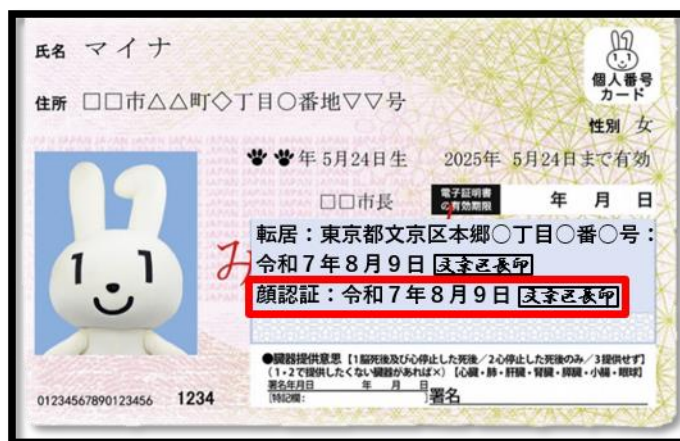 氏名 マイナ
個人番号
カード
住所 □□市△△町◇丁目○番地▽▽号
性別 女
年 5月24日生 2025年 5月24日まで有効
□□市長 電子証明書の有効期限 年 月 日
転居：東京都文京区本郷○丁目○番○号：
令和7年8月9日 文京区長印
顔認証：令和7年8月9日 文京区長印
●臓器提供意思【1脳死後及び心停止した死後／2心停止した死後のみ／3提供せず】
（1・2で提供したくない臓器があれば×）【心臓・肺・肝臓・腎臓・膵臓・小腸・眼球】
署名年月日 年 月 日
[特記欄： ] 署名
01234567890123456 1234